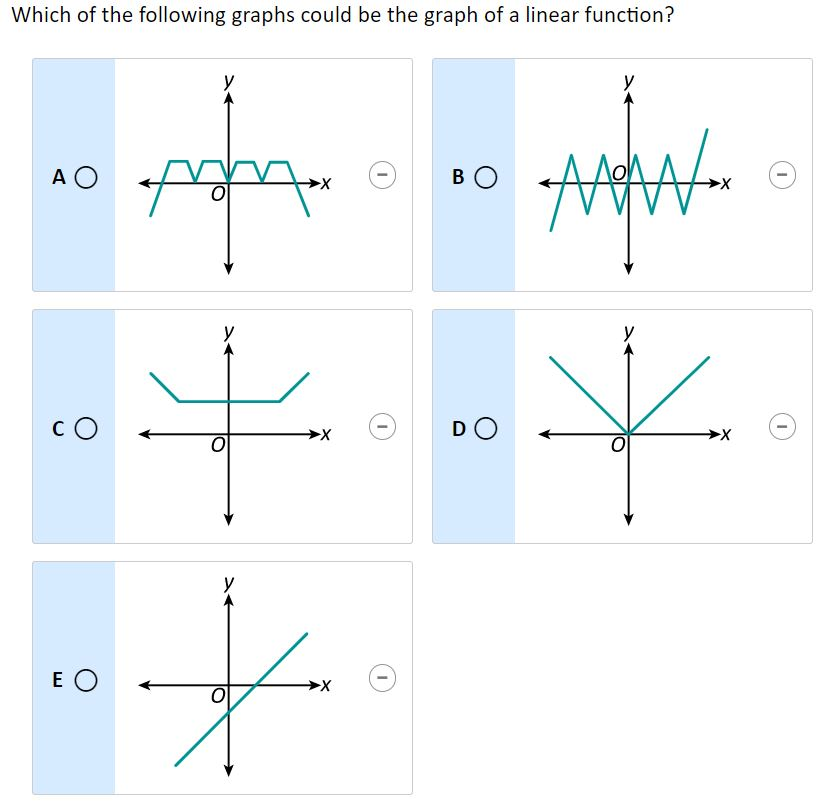 Which of the following graphs could be the graph of a linear function?
y
A
x
O
y
B
O
x
y
C
x
O
y
D
x
O
y
E
x
O